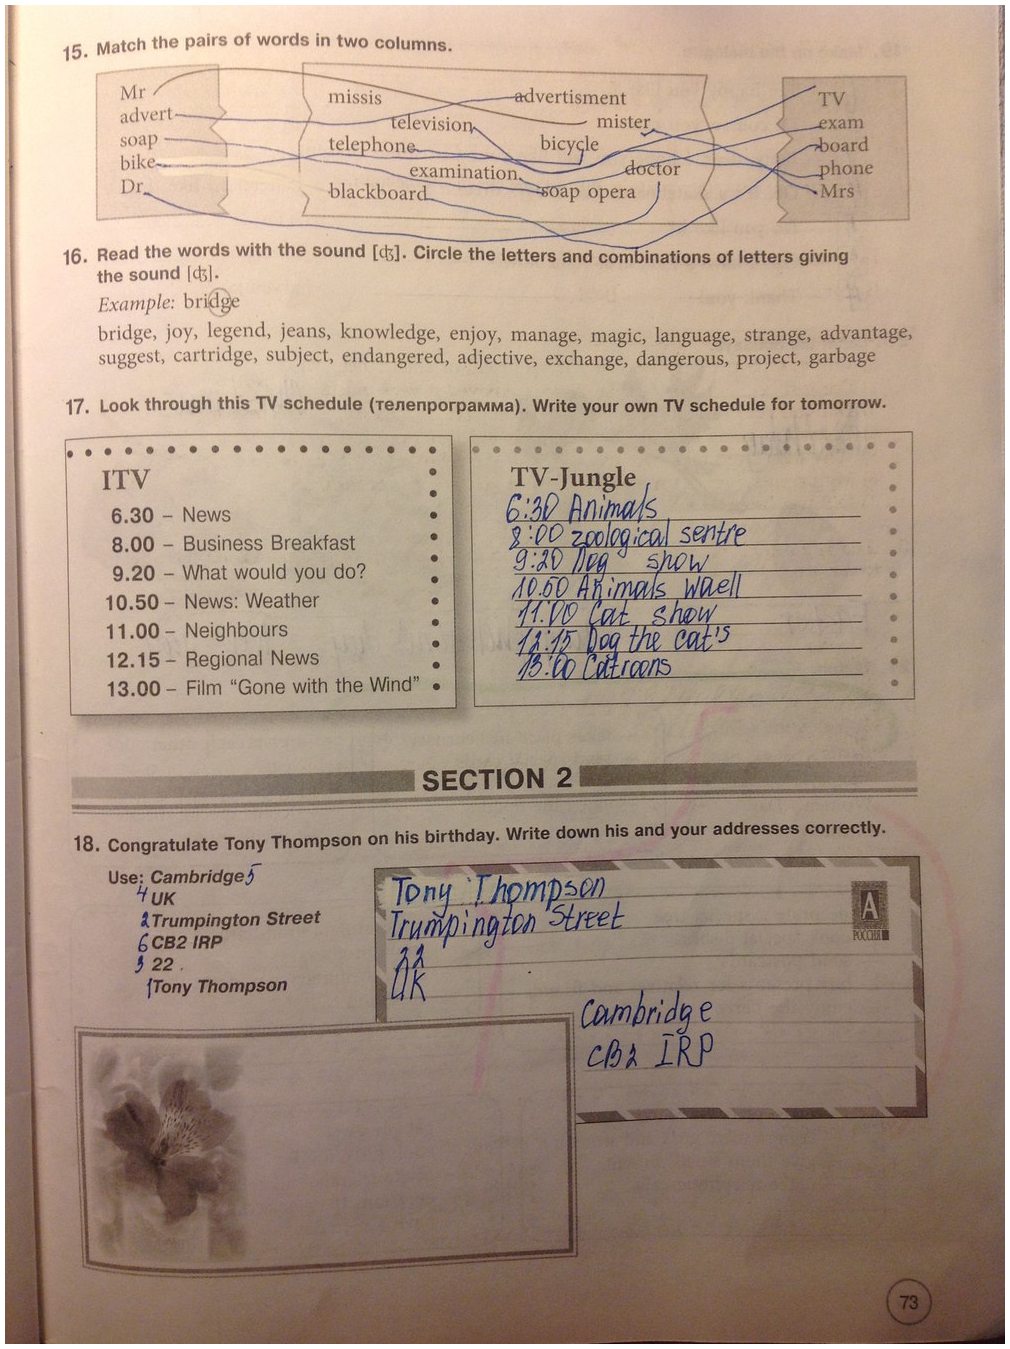 15. Match the pairs of words in two columns.
Mr
advert
soap
bike
Dr
missis advertisment
television mister
telephone bicycle
examination doctor
blackboard soap opera
TV
exam
board
phone
Mrs
16. Read the words with the sound [ʤ]. Circle the letters and combinations of letters giving
the sound [ʤ].
Example: bridge
bridge, joy, legend, jeans, knowledge, enjoy, manage, magic, language, strange, advantage,
suggest, cartridge, subject, endangered, adjective, exchange, dangerous, project, garbage
17. Look through this TV schedule (телепрограмма). Write your own TV schedule for tomorrow.
ITV
6.30 – News
8.00 – Business Breakfast
9.20 – What would you do?
10.50 – News: Weather
11.00 – Neighbours
12.15 – Regional News
13.00 – Film “Gone with the Wind”
TV-Jungle
6:30 Animals
8:00 zoological sentre
9:20 Dog show
10.50 Animals waell
11.00 Cat show
12:15 Dog the cat's
13:00 Catroons
SECTION 2
18. Congratulate Tony Thompson on his birthday. Write down his and your addresses correctly.
Use: Cambridge 5
4 UK
2 Trumpington Street
6 CB2 IRP
3 22 .
1 Tony Thompson
Tony Thompson
Trumpington Street
22
UK
Cambridge
CB2 IRP
A
РОССИЯ
73